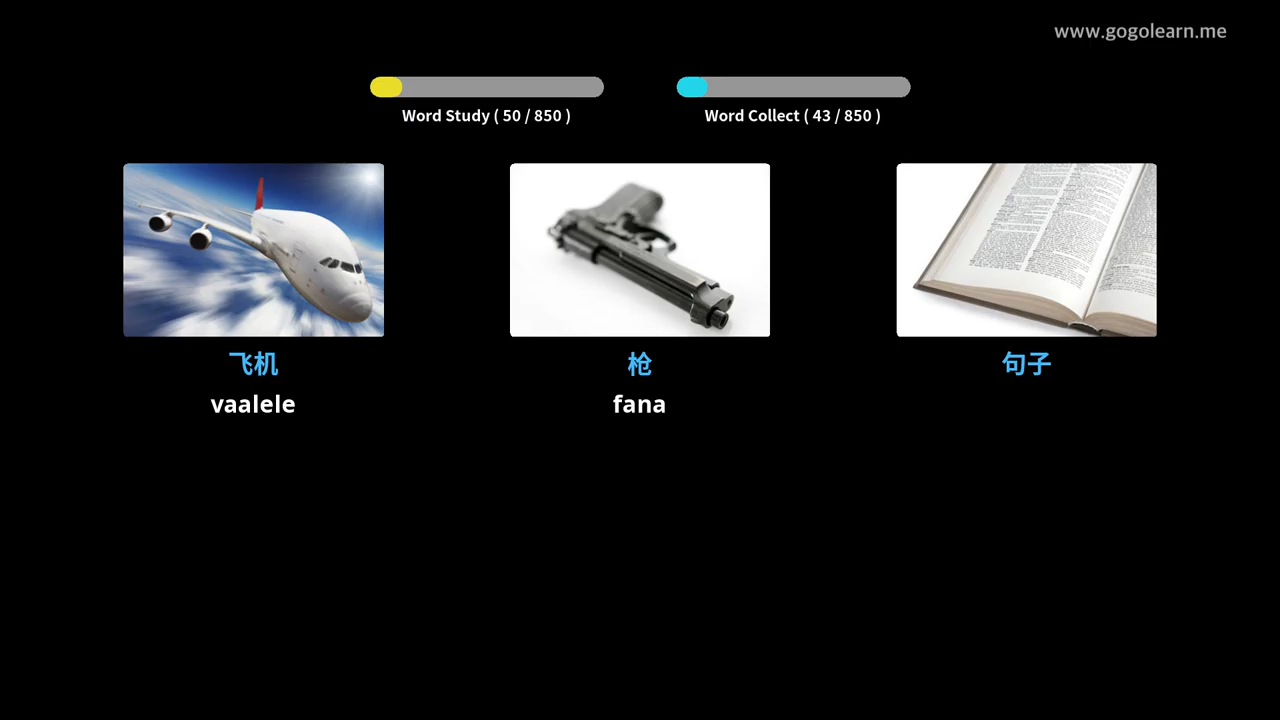 www.gogolearn.me
Word Study ( 50 / 850 )
Word Collect ( 43 / 850 )
飞机
枪
句子
vaalele
fana